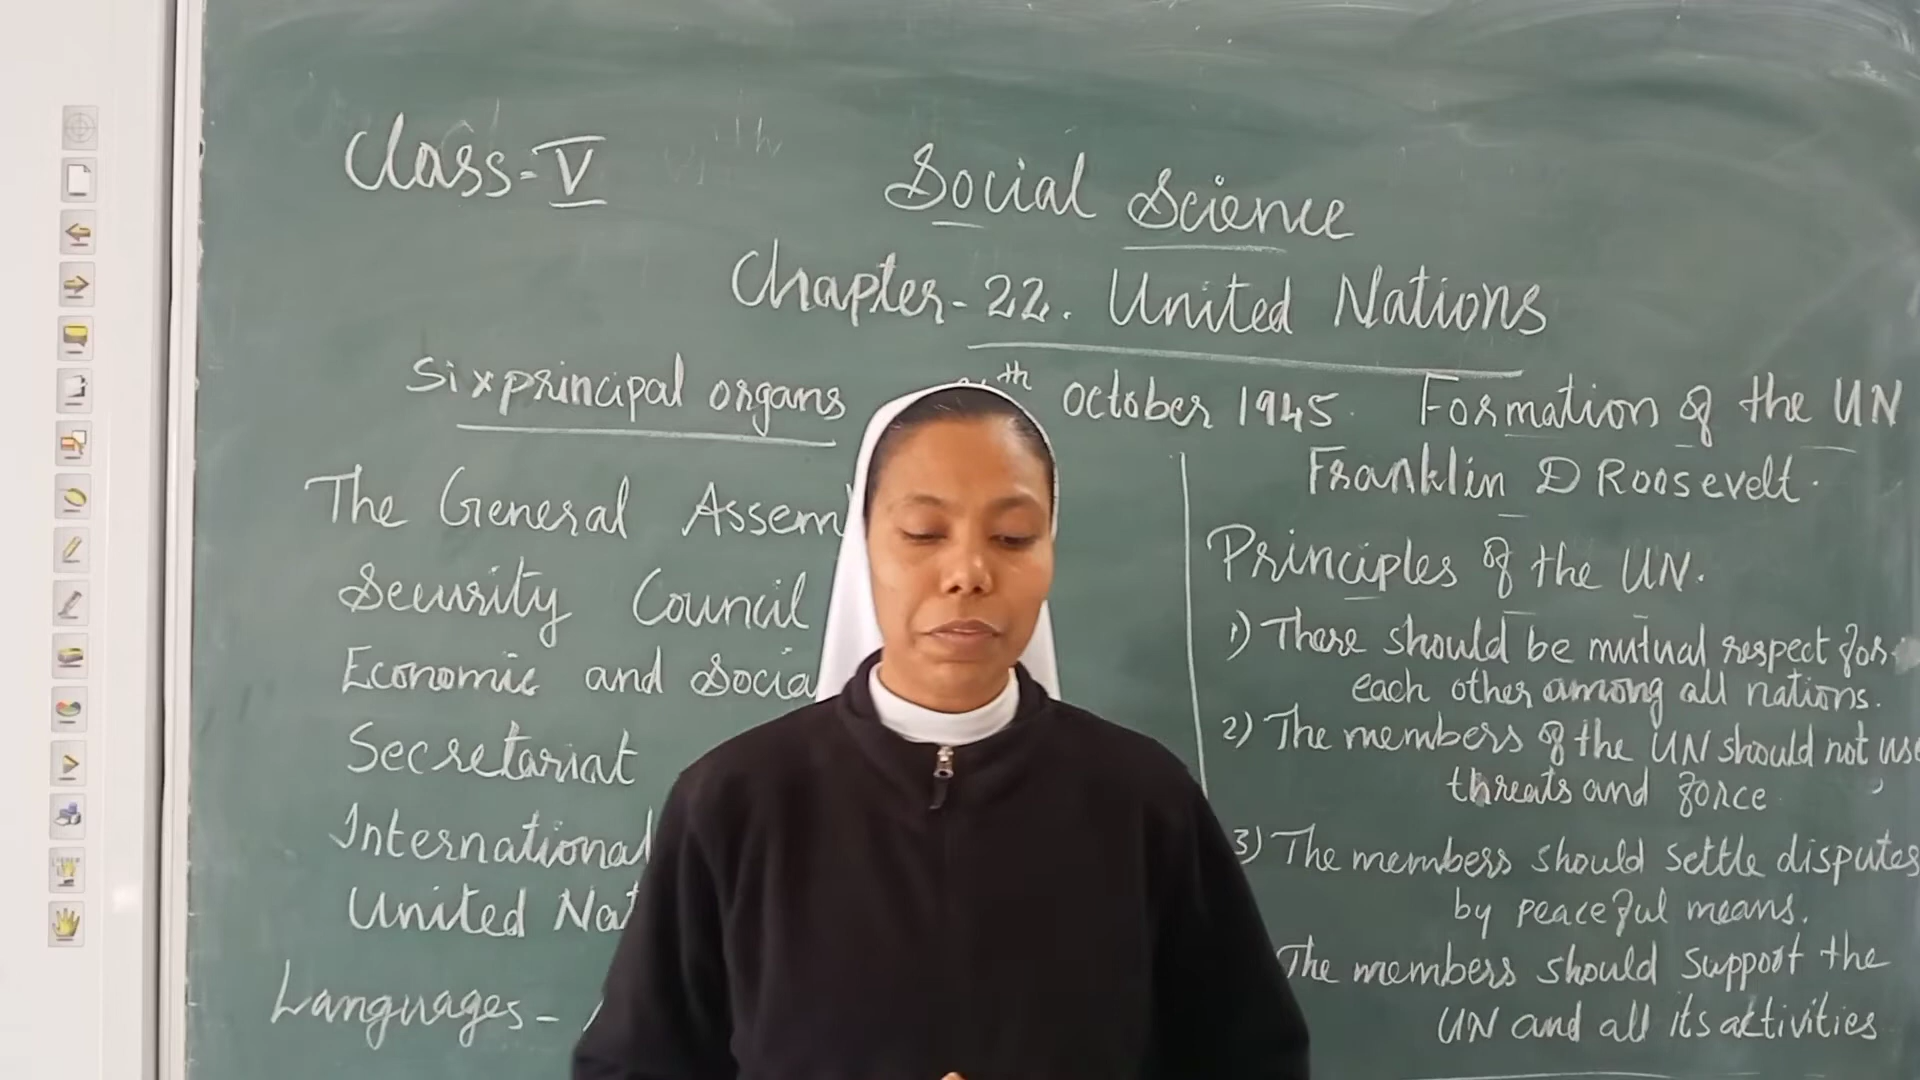 Class-V
Social Science
Chapter-22. United Nations
Six principal organs
th October 1945.
The General Assem
Security Council
Economic and Socia
Secretariat
International
United Nat
Languages-
Formation of the UN
Franklin D Roosevelt.
Principles of the UN.
1) There should be mutual respect for
each other among all nations.
2) The members of the UN should not use
threats and force
3) The members should settle disputes
by peaceful means.
The members should support the
UN and all its activities